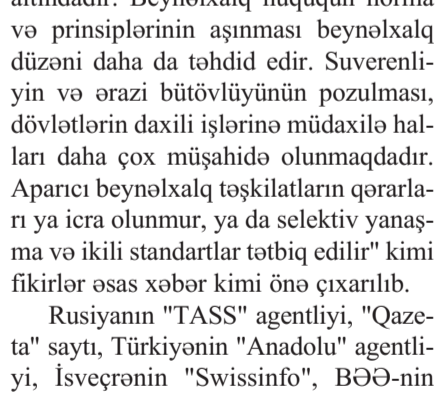 altındadır. Beynəlxalq hüququn norma
və prinsiplərinin aşınması beynəlxalq
düzəni daha da təhdid edir. Suverenli-
yin və ərazi bütövlüyünün pozulması,
dövlətlərin daxili işlərinə müdaxilə hal-
ları daha çox müşahidə olunmaqdadır.
Aparıcı beynəlxalq təşkilatların qərarla-
rı ya icra olunmur, ya da selektiv yanaş-
ma və ikili standartlar tətbiq edilir" kimi
fikirlər əsas xəbər kimi önə çıxarılıb.
Rusiyanın "TASS" agentliyi, "Qaze-
ta" saytı, Türkiyənin "Anadolu" agentli-
yi, İsveçrənin "Swissinfo", BƏƏ-nin